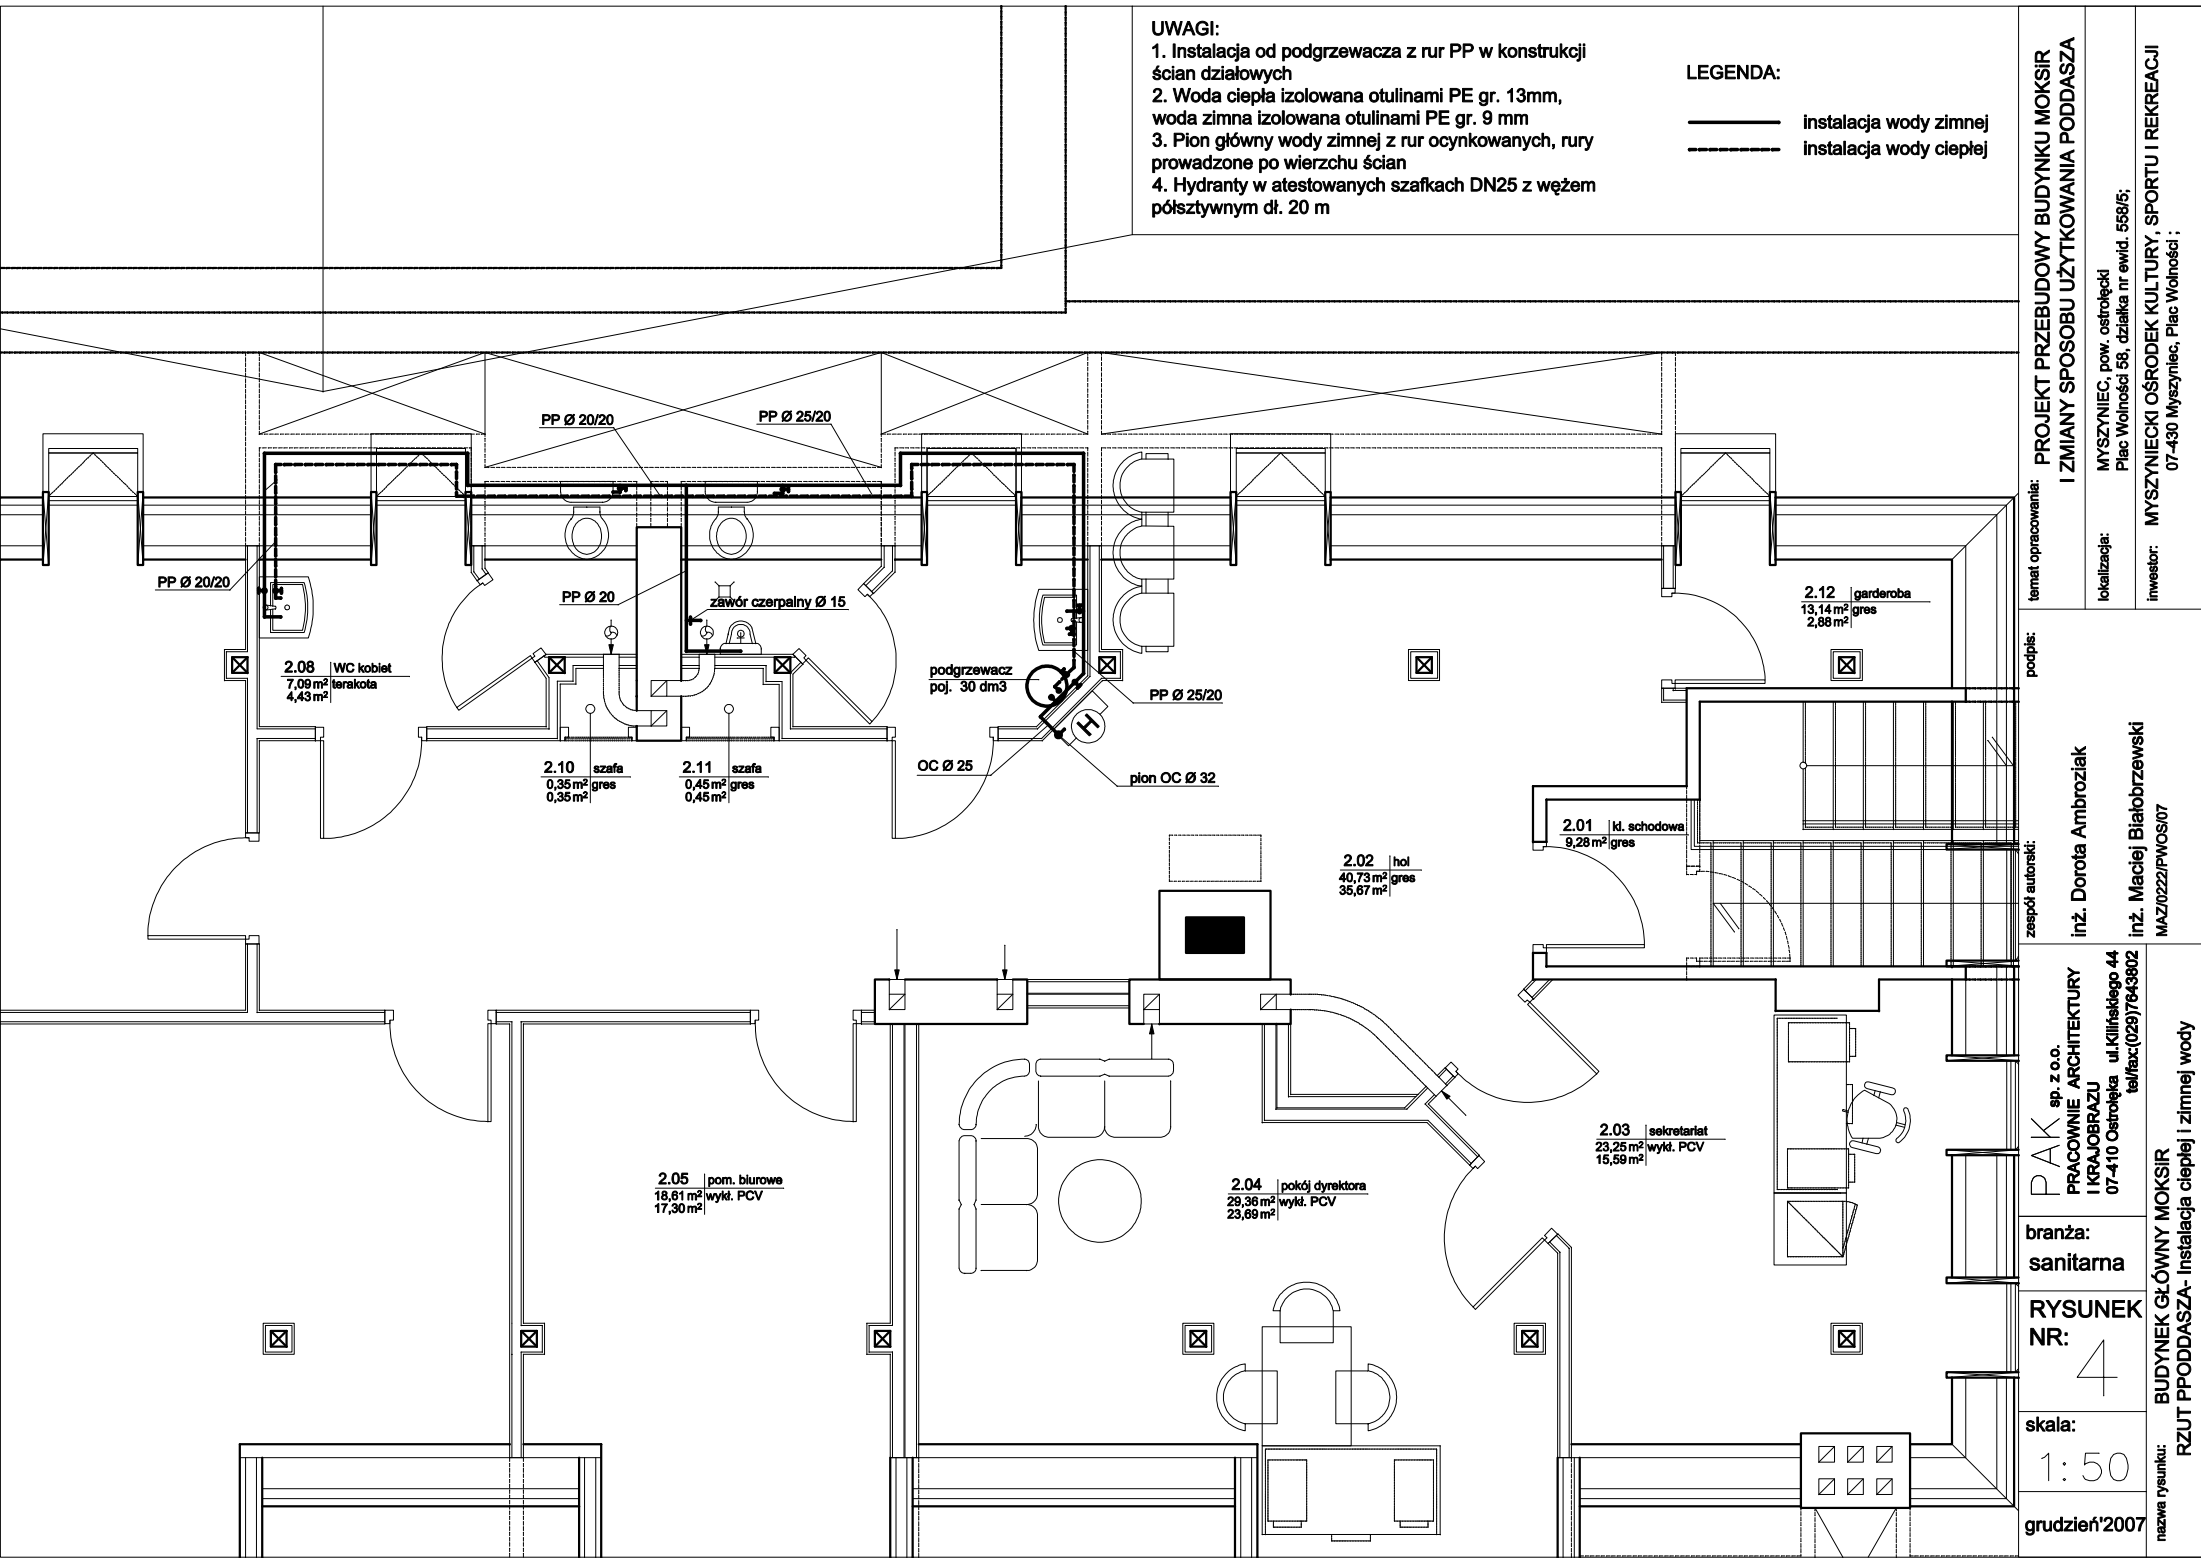 UWAGI:
1. Instalacja od podgrzewacza z rur PP w konstrukcji
ścian działowych
2. Woda ciepła izolowana otulinami PE gr. 13mm,
woda zimna izolowana otulinami PE gr. 9 mm
3. Pion główny wody zimnej z rur ocynkowanych, rury
prowadzone po wierzchu ścian
4. Hydranty w atestowanych szafkach DN25 z wężem
półsztywnym dł. 20 m
LEGENDA:
instalacja wody zimnej
instalacja wody ciepłej
PP Ø 20/20
PP Ø 25/20
PP Ø 20/20
PP Ø 20
zawór czerpalny Ø 15
2.08 WC kobiet
7,09 m² terakota
4,43 m²
podgrzewacz
poj. 30 dm3
PP Ø 25/20
H
OC Ø 25
pion OC Ø 32
2.10 szafa
0,35 m² gres
0,35 m²
2.11 szafa
0,45 m² gres
0,45 m²
2.12 garderoba
13,14 m² gres
2,88 m²
2.01 kl. schodowa
9,28 m² gres
2.02 hol
40,73 m² gres
35,67 m²
2.03 sekretariat
23,25 m² wykł. PCV
15,59 m²
2.05 pom. biurowe
18,61 m² wykł. PCV
17,30 m²
2.04 pokój dyrektora
29,36 m² wykł. PCV
23,69 m²
temat opracowania:
PROJEKT PRZEBUDOWY BUDYNKU MOKSiR
I ZMIANY SPOSOBU UŻYTKOWANIA PODDASZA
lokalizacja:
MYSZYNIEC, pow. ostrołęcki
Plac Wolności 58, działka nr ewid. 558/5;
inwestor:
MYSZYNIECKI OŚRODEK KULTURY, SPORTU I REKREACJI
07-430 Myszyniec, Plac Wolności ;
podpis:
zespół autorski:
inż. Dorota Ambroziak
inż. Maciej Białobrzewski
MAZ/0222/PWOS/07
PAK sp. z o.o.
PRACOWNIE ARCHITEKTURY
I KRAJOBRAZU
07-410 Ostrołęka ul.Kilińskiego 44
tel/fax:(029)7643802
branża:
sanitarna
RYSUNEK
NR:
4
skala:
1:50
grudzień'2007
nazwa rysunku:
BUDYNEK GŁÓWNY MOKSiR
RZUT PPODDASZA- Instalacja ciepłej i zimnej wody